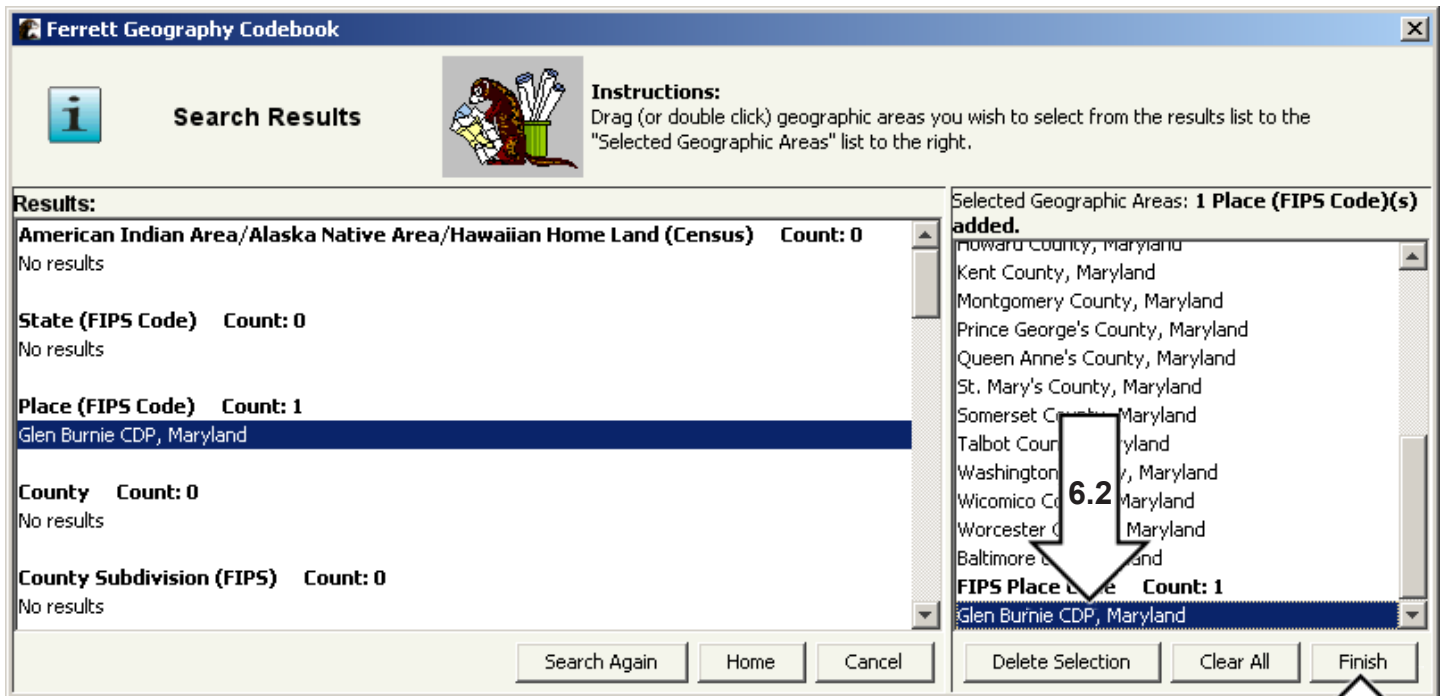 Ferrett Geography Codebook
Search Results
Instructions:
Drag (or double click) geographic areas you wish to select from the results list to the
"Selected Geographic Areas" list to the right.
Results:
American Indian Area/Alaska Native Area/Hawaiian Home Land (Census) Count: 0
No results
State (FIPS Code) Count: 0
No results
Place (FIPS Code) Count: 1
Glen Burnie CDP, Maryland
County Count: 0
No results
County Subdivision (FIPS) Count: 0
No results
Search Again Home Cancel
Selected Geographic Areas: 1 Place (FIPS Code)(s)
added.
Howard County, Maryland
Kent County, Maryland
Montgomery County, Maryland
Prince George's County, Maryland
Queen Anne's County, Maryland
St. Mary's County, Maryland
Somerset County, Maryland
Talbot Maryland
Washington Maryland
Wicomico Maryland
Worcester Maryland
Baltimore
FIPS Place Code Count: 1
Glen Burnie CDP, Maryland
6.2
Delete Selection Clear All Finish